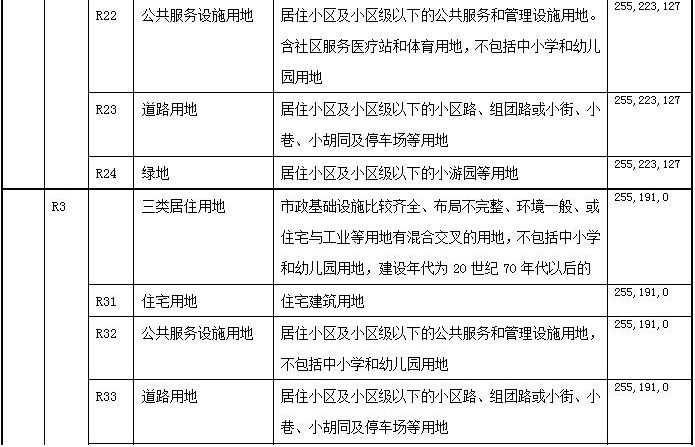 R22 公共服务设施用地 居住小区及小区级以下的公共服务和管理设施用地。 255,223,127
含社区服务医疗站和体育用地，不包括中小学和幼儿
园用地
R23 道路用地 居住小区及小区级以下的小区路、组团路或小街、小 255,223,127
巷、小胡同及停车场等用地
R24 绿地 居住小区及小区级以下的小游园等用地 255,223,127
R3 三类居住用地 市政基础设施比较齐全、布局不完整、环境一般、或 255,191,0
住宅与工业等用地有混合交叉的用地，不包括中小学
和幼儿园用地，建设年代为 20 世纪 70 年代以后的
R31 住宅用地 住宅建筑用地 255,191,0
R32 公共服务设施用地 居住小区及小区级以下的公共服务和管理设施用地， 255,191,0
不包括中小学和幼儿园用地
R33 道路用地 居住小区及小区级以下的小区路、组团路或小街、小 255,191,0
巷、小胡同及停车场等用地